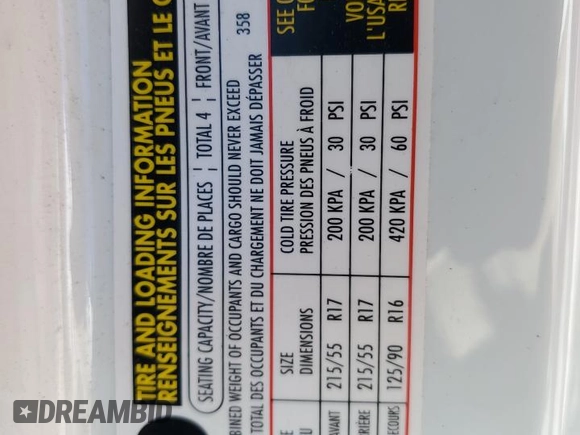 TIRE AND LOADING INFORMATION
RENSEIGNEMENTS SUR LES PNEUS ET LE C
SEATING CAPACITY/NOMBRE DE PLACES ¦ TOTAL 4 ¦ FRONT/AVANT
BINED WEIGHT OF OCCUPANTS AND CARGO SHOULD NEVER EXCEED 358
TOTAL DES OCCUPANTS ET DU CHARGEMENT NE DOIT JAMAIS DÉPASSER
SIZE COLD TIRE PRESSURE SEE
DIMENSIONS PRESSION DES PNEUS À FROID
AVANT 215/55 R17 200 KPA / 30 PSI
RIÈRE 215/55 R17 200 KPA / 30 PSI VO
L'USA
ECOURS 125/90 R16 420 KPA / 60 PSI
DREAMBID